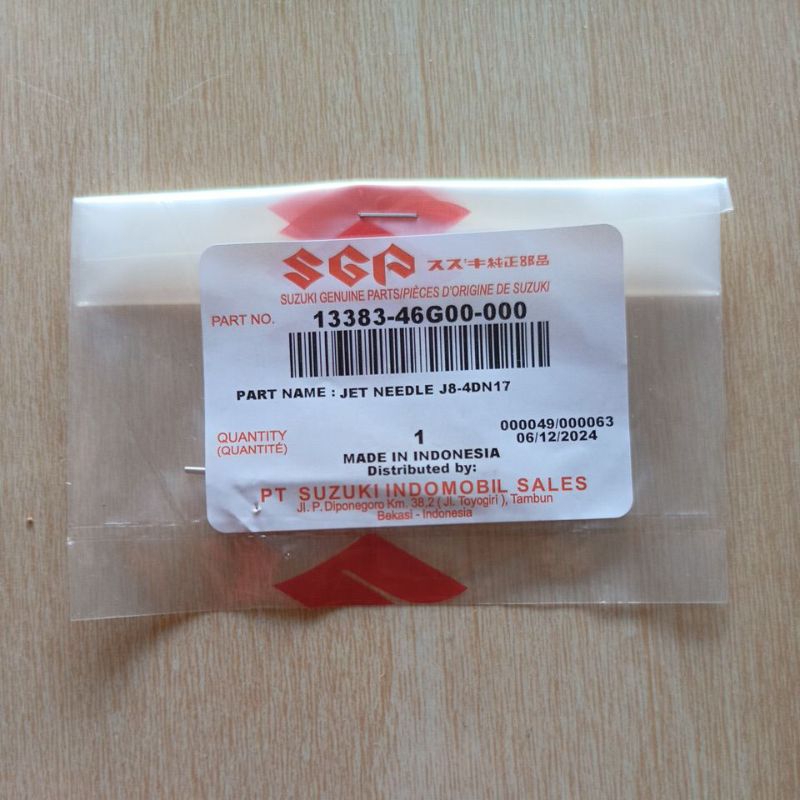 SGP スズキ純正部品
SUZUKI GENUINE PARTS/PIÈCES D'ORIGINE DE SUZUKI
PART NO. 13383-46G00-000
PART NAME : JET NEEDLE J8-4DN17
000049/000063
QUANTITY 1 06/12/2024
(QUANTITÉ)
MADE IN INDONESIA
Distributed by:
PT SUZUKI INDOMOBIL SALES
Jl. P. Diponegoro Km. 38,2 ( Jl. Toyogiri ), Tambun
Bekasi - Indonesia